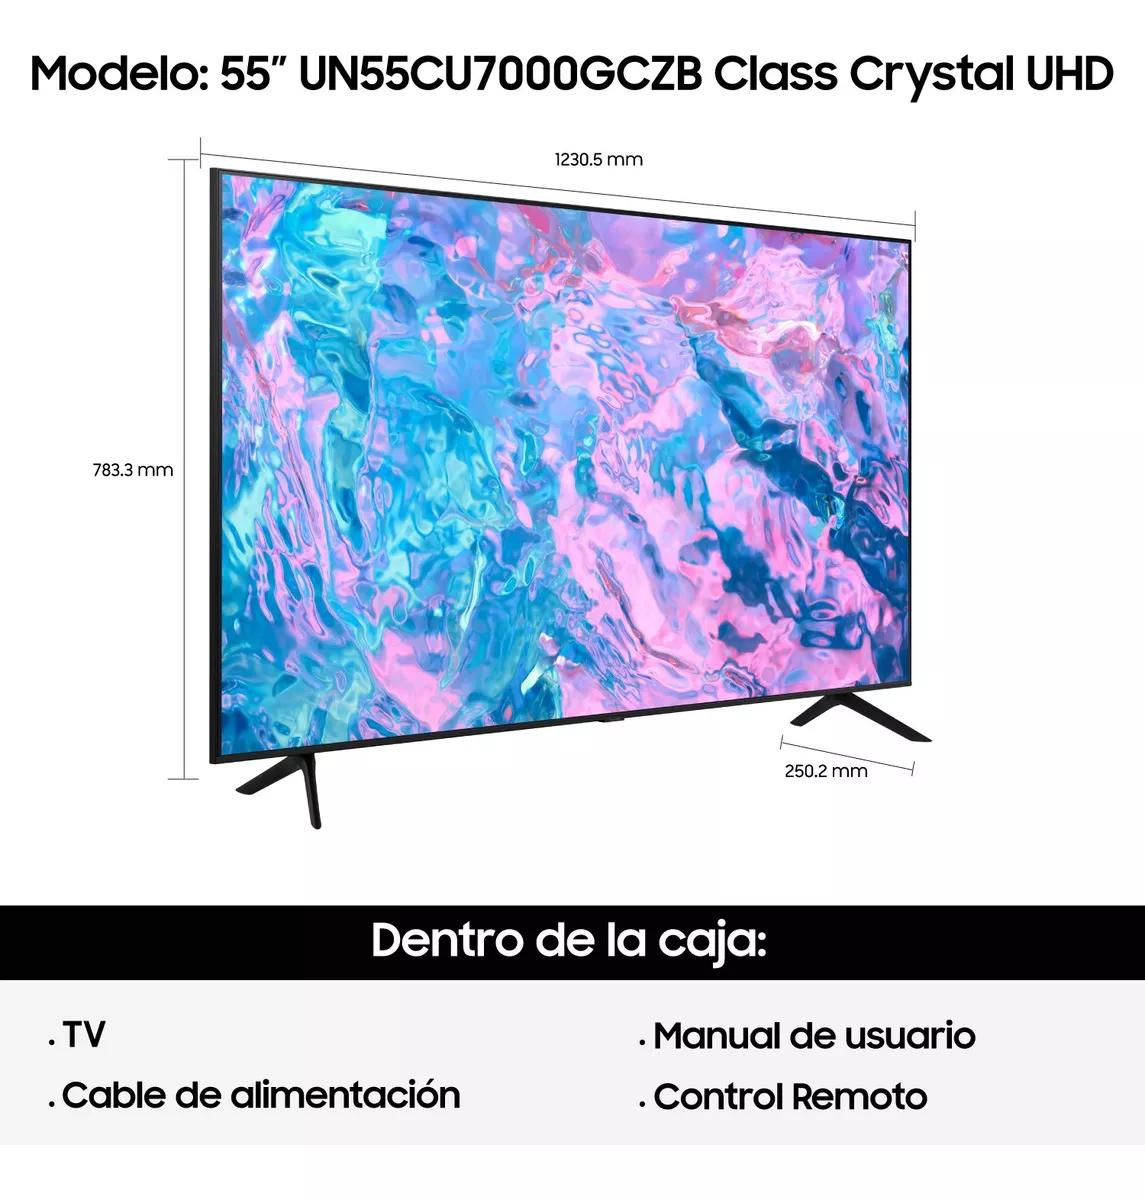 Modelo: 55” UN55CU7000GCZB Class Crystal UHD
1230.5 mm
783.3 mm
250.2 mm
Dentro de la caja:
. TV
. Cable de alimentación
. Manual de usuario
. Control Remoto